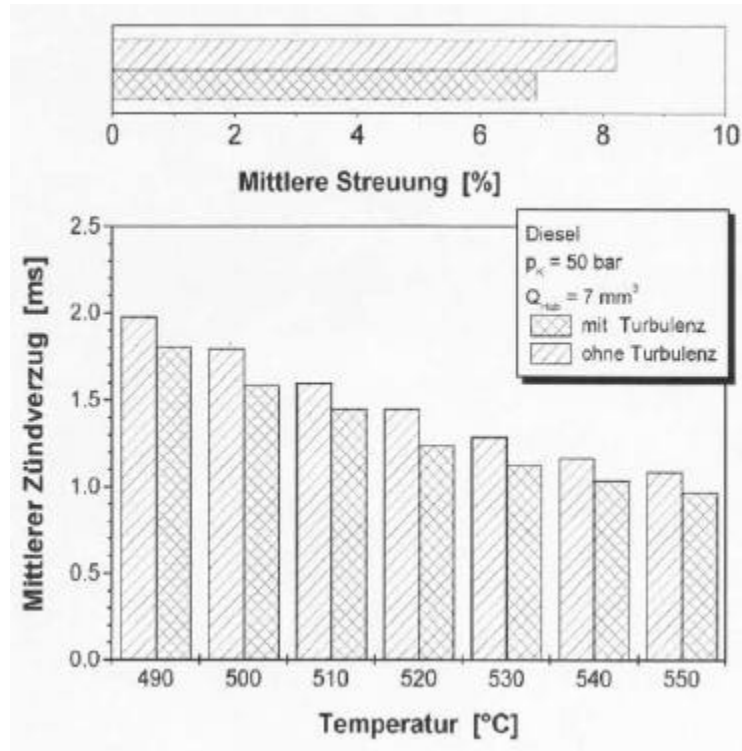 0 2 4 6 8 10
Mittlere Streuung [%]
Mittlerer Zündverzug [ms]
2.5
2.0
1.5
1.0
0.5
0.0
Diesel
p_K = 50 bar
Q_Hub = 7 mm³
mit Turbulenz
ohne Turbulenz
490 500 510 520 530 540 550
Temperatur [°C]